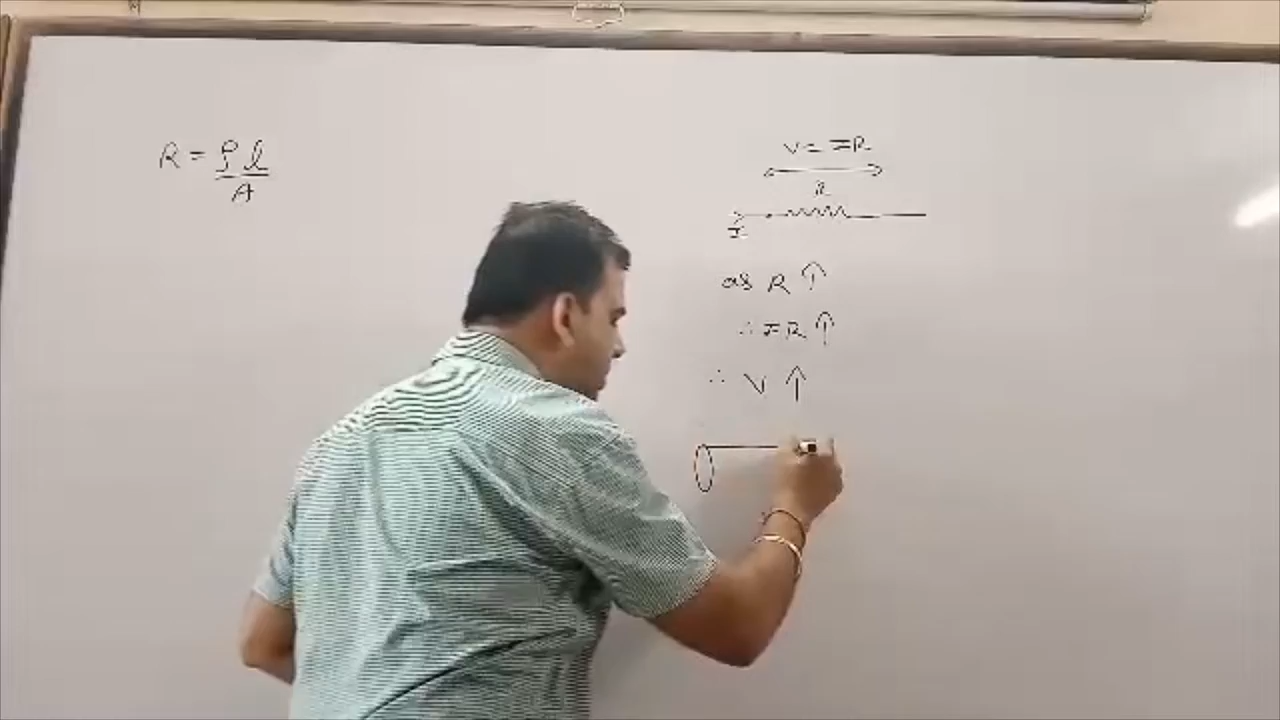 R = ρl/A
V = IR
R
I
as R ↑
∴ IR ↑
∴ V ↑